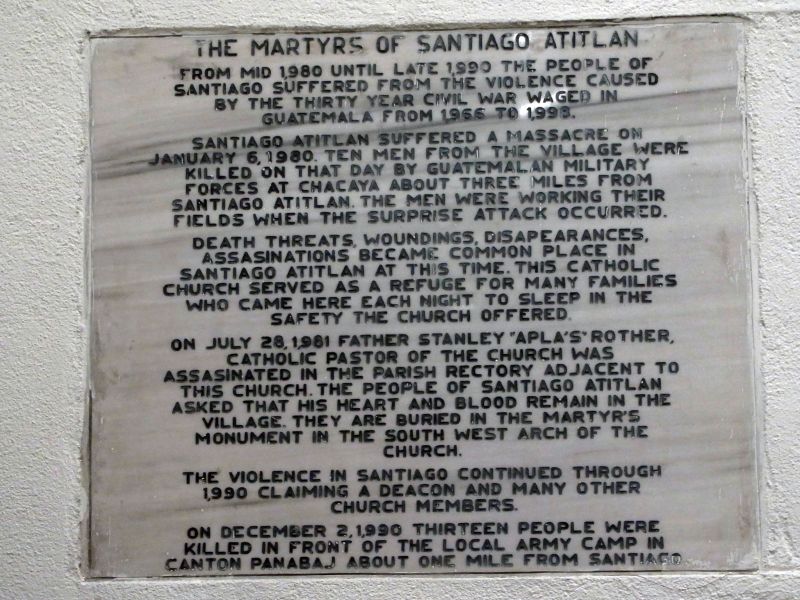 THE MARTYRS OF SANTIAGO ATITLAN
FROM MID 1,980 UNTIL LATE 1,990 THE PEOPLE OF
SANTIAGO SUFFERED FROM THE VIOLENCE CAUSED
BY THE THIRTY YEAR CIVIL WAR WAGED IN
GUATEMALA FROM 1,966 TO 1,998.
SANTIAGO ATITLAN SUFFERED A MASSACRE ON
JANUARY 6, 1,980. TEN MEN FROM THE VILLAGE WERE
KILLED ON THAT DAY BY GUATEMALAN MILITARY
FORCES AT CHACAYA ABOUT THREE MILES FROM
SANTIAGO ATITLAN. THE MEN WERE WORKING THEIR
FIELDS WHEN THE SURPRISE ATTACK OCCURRED.
DEATH THREATS, WOUNDINGS, DISAPEARANCES,
ASSASINATIONS BECAME COMMON PLACE IN
SANTIAGO ATITLAN AT THIS TIME. THIS CATHOLIC
CHURCH SERVED AS A REFUGE FOR MANY FAMILIES
WHO CAME HERE EACH NIGHT TO SLEEP IN THE
SAFETY THE CHURCH OFFERED.
ON JULY 28, 1,981 FATHER STANLEY "APLA'S" ROTHER,
CATHOLIC PASTOR OF THE CHURCH WAS
ASSASINATED IN THE PARISH RECTORY ADJACENT TO
THIS CHURCH. THE PEOPLE OF SANTIAGO ATITLAN
ASKED THAT HIS HEART AND BLOOD REMAIN IN THE
VILLAGE. THEY ARE BURIED IN THE MARTYR'S
MONUMENT IN THE SOUTH WEST ARCH OF THE
CHURCH.
THE VIOLENCE IN SANTIAGO CONTINUED THROUGH
1,990 CLAIMING A DEACON AND MANY OTHER
CHURCH MEMBERS.
ON DECEMBER 2, 1,990 THIRTEEN PEOPLE WERE
KILLED IN FRONT OF THE LOCAL ARMY CAMP IN
CANTON PANABAJ ABOUT ONE MILE FROM SANTIAGO